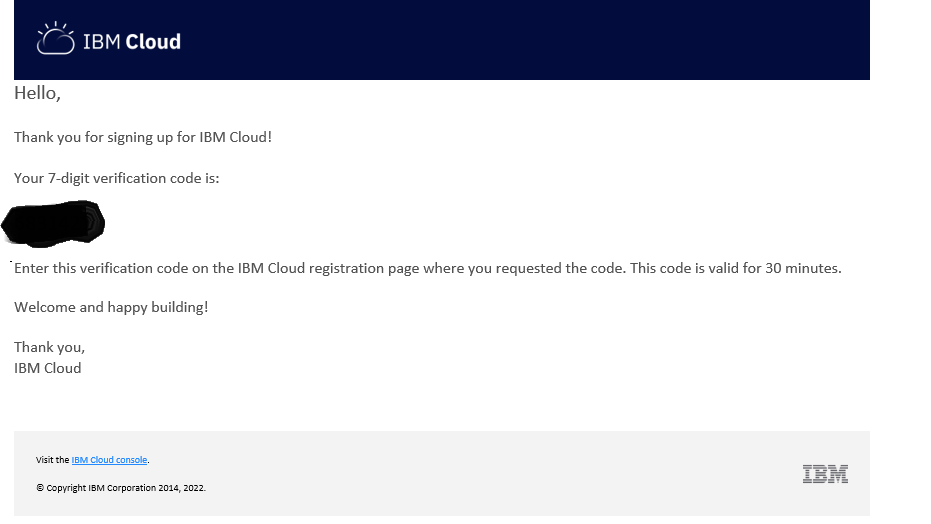 IBM Cloud
Hello,
Thank you for signing up for IBM Cloud!
Your 7-digit verification code is:
Enter this verification code on the IBM Cloud registration page where you requested the code. This code is valid for 30 minutes.
Welcome and happy building!
Thank you,
IBM Cloud
Visit the IBM Cloud console.
© Copyright IBM Corporation 2014, 2022.
IBM